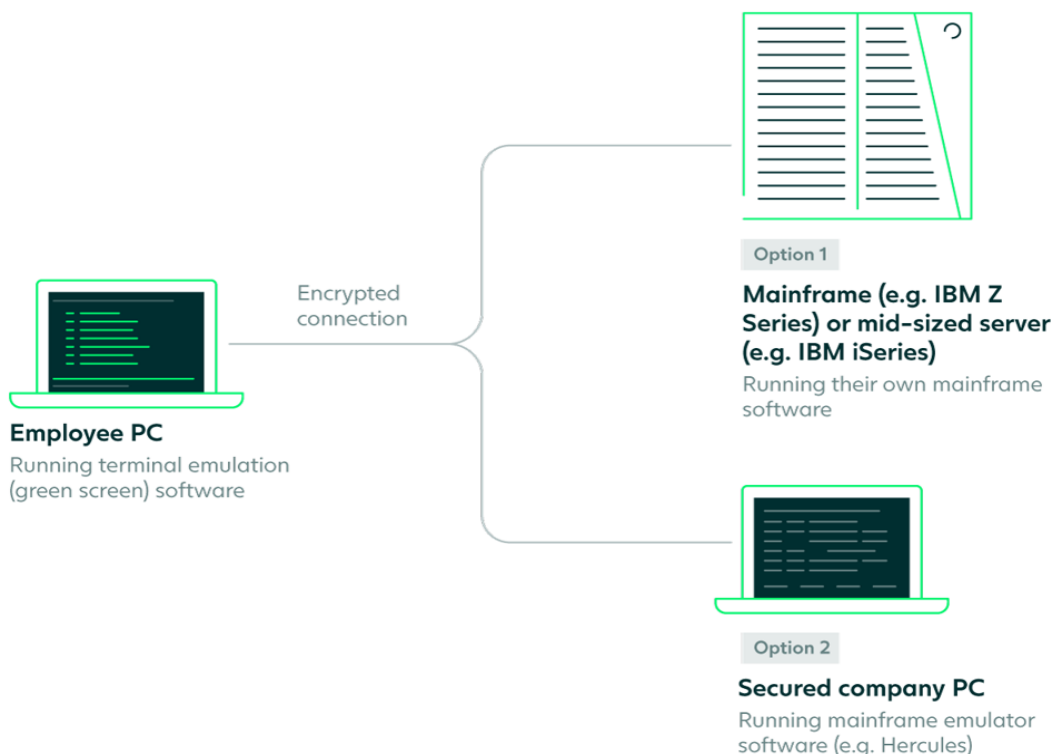 Option 1
Mainframe (e.g. IBM Z
Series) or mid-sized server
(e.g. IBM iSeries)
Running their own mainframe
software
Encrypted
connection
Employee PC
Running terminal emulation
(green screen) software
Option 2
Secured company PC
Running mainframe emulator
software (e.g. Hercules)